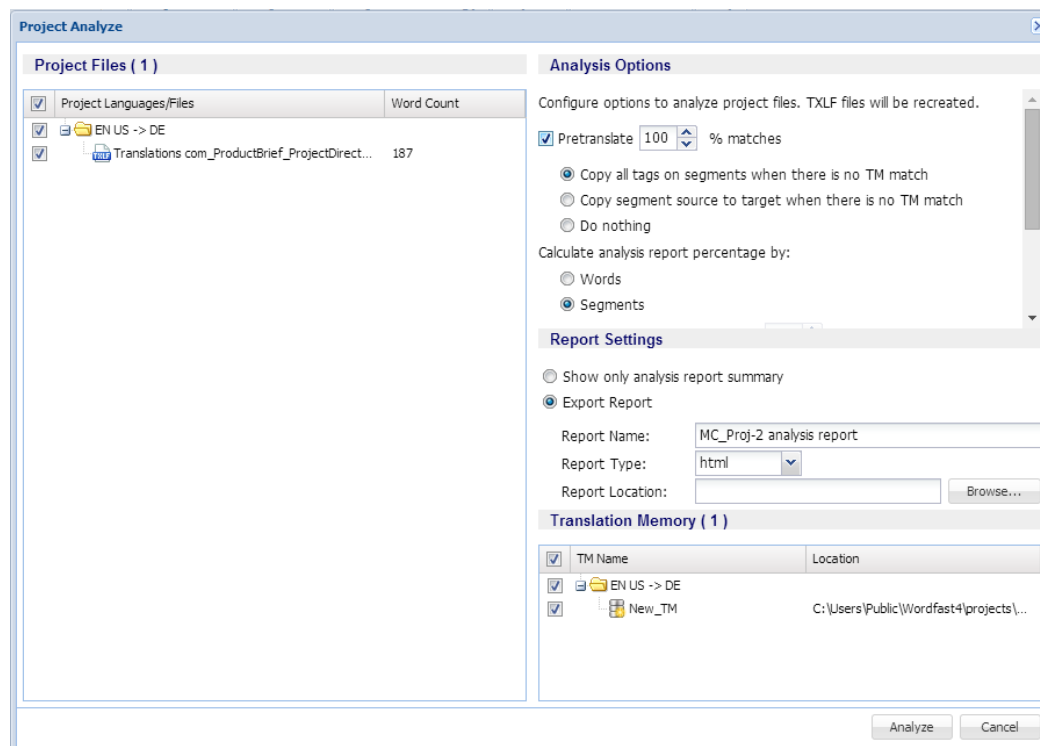 Project Analyze
Project Files ( 1 )
Project Languages/Files Word Count
EN US -> DE
Translations com_ProductBrief_ProjectDirect... 187
Analysis Options
Configure options to analyze project files. TXLF files will be recreated.
Pretranslate 100 % matches
Copy all tags on segments when there is no TM match
Copy segment source to target when there is no TM match
Do nothing
Calculate analysis report percentage by:
Words
Segments
Report Settings
Show only analysis report summary
Export Report
Report Name: MC_Proj-2 analysis report
Report Type: html
Report Location: Browse...
Translation Memory ( 1 )
TM Name Location
EN US -> DE
New_TM C:\Users\Public\Wordfast4\projects\...
Analyze Cancel